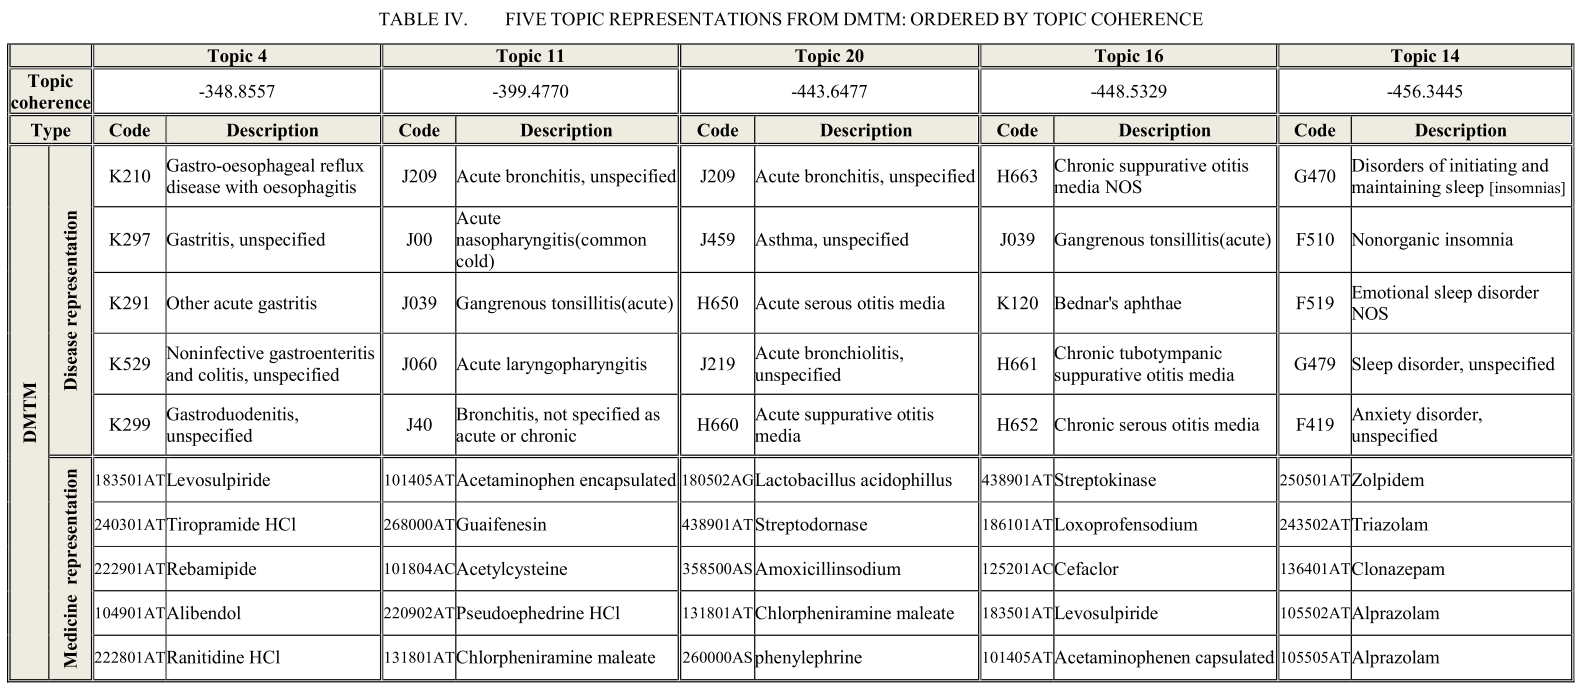 TABLE IV. FIVE TOPIC REPRESENTATIONS FROM DMTM: ORDERED BY TOPIC COHERENCE
Topic 4 Topic 11 Topic 20 Topic 16 Topic 14
Topic
coherence
-348.8557 -399.4770 -443.6477 -448.5329 -456.3445
Type Code Description Code Description Code Description Code Description Code Description
DMTM
Disease representation
K210 Gastro-oesophageal reflux
disease with oesophagitis
J209 Acute bronchitis, unspecified
J209 Acute bronchitis, unspecified
H663 Chronic suppurative otitis
media NOS
G470 Disorders of initiating and
maintaining sleep [insomnias]
K297 Gastritis, unspecified
J00 Acute
nasopharyngitis(common
cold)
J459 Asthma, unspecified
J039 Gangrenous tonsillitis(acute)
F510 Nonorganic insomnia
K291 Other acute gastritis
J039 Gangrenous tonsillitis(acute)
H650 Acute serous otitis media
K120 Bednar's aphthae
F519 Emotional sleep disorder
NOS
K529 Noninfective gastroenteritis
and colitis, unspecified
J060 Acute laryngopharyngitis
J219 Acute bronchiolitis,
unspecified
H661 Chronic tubotympanic
suppurative otitis media
G479 Sleep disorder, unspecified
K299 Gastroduodenitis,
unspecified
J40 Bronchitis, not specified as
acute or chronic
H660 Acute suppurative otitis
media
H652 Chronic serous otitis media
F419 Anxiety disorder,
unspecified
Medicine representation
183501AT Levosulpiride 101405AT Acetaminophen encapsulated 180502AG Lactobacillus acidophillus 438901AT Streptokinase 250501AT Zolpidem
240301AT Tiropramide HCl 268000AT Guaifenesin 438901AT Streptodornase 186101AT Loxoprofensodium 243502AT Triazolam
222901AT Rebamipide 101804AC Acetylcysteine 358500AS Amoxicillinsodium 125201AC Cefaclor 136401AT Clonazepam
104901AT Alibendol 220902AT Pseudoephedrine HCl 131801AT Chlorpheniramine maleate 183501AT Levosulpiride 105502AT Alprazolam
222801AT Ranitidine HCl 131801AT Chlorpheniramine maleate 260000AS phenylephrine 101405AT Acetaminophenen capsulated 105505AT Alprazolam